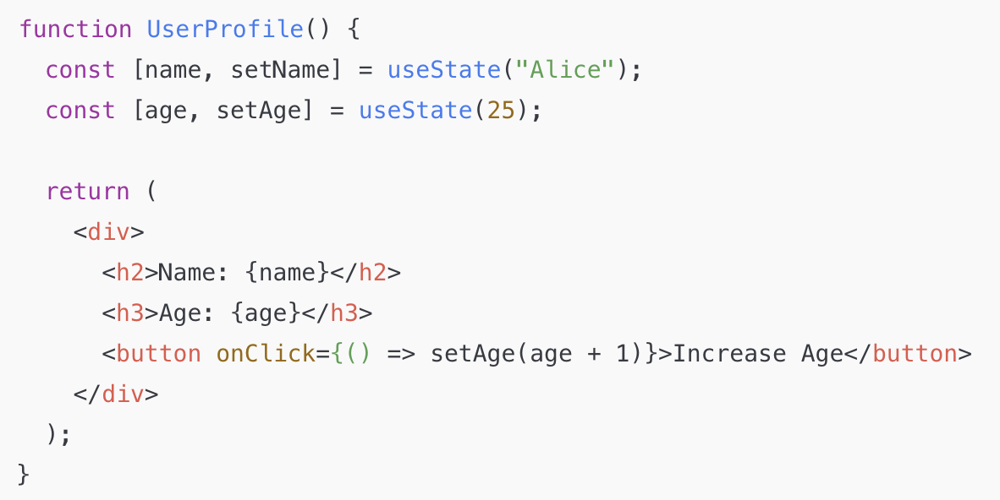 function UserProfile() {
  const [name, setName] = useState("Alice");
  const [age, setAge] = useState(25);

  return (
    <div>
      <h2>Name: {name}</h2>
      <h3>Age: {age}</h3>
      <button onClick={() => setAge(age + 1)}>Increase Age</button>
    </div>
  );
}